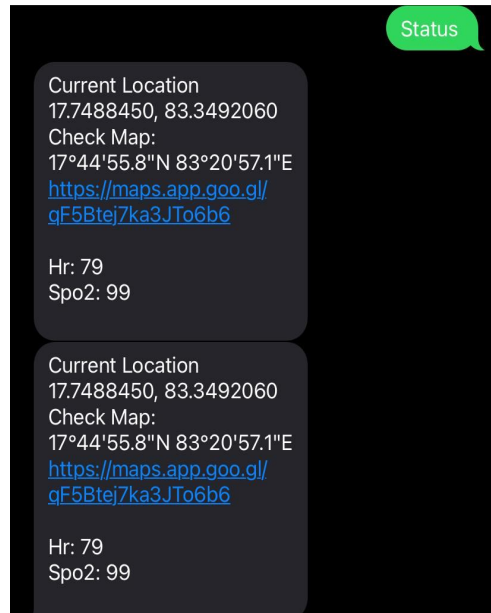 Status
Current Location
17.7488450, 83.3492060
Check Map:
17°44'55.8"N 83°20'57.1"E
https://maps.app.goo.gl/
qF5Btej7ka3JTo6b6
Hr: 79
Spo2: 99
Current Location
17.7488450, 83.3492060
Check Map:
17°44'55.8"N 83°20'57.1"E
https://maps.app.goo.gl/
qF5Btej7ka3JTo6b6
Hr: 79
Spo2: 99